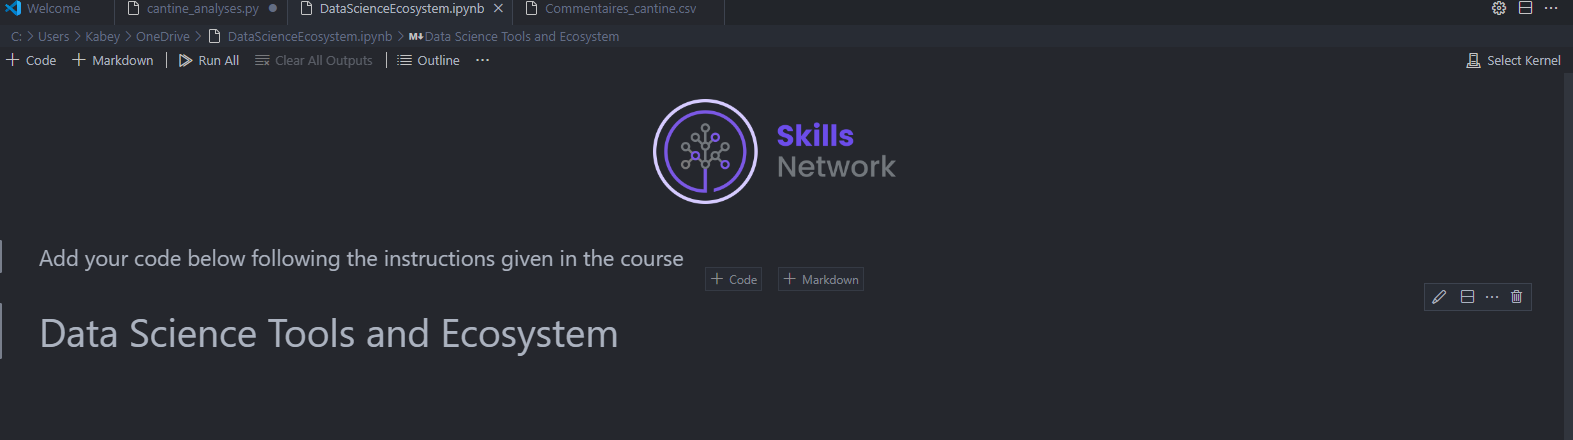 Welcome cantine_analyses.py DataScienceEcosystem.ipynb Commentaires_cantine.csv
C: > Users > Kabey > OneDrive > DataScienceEcosystem.ipynb > M↓Data Science Tools and Ecosystem
+ Code + Markdown Run All Clear All Outputs Outline ... Select Kernel
Skills
Network
Add your code below following the instructions given in the course
+ Code + Markdown
Data Science Tools and Ecosystem